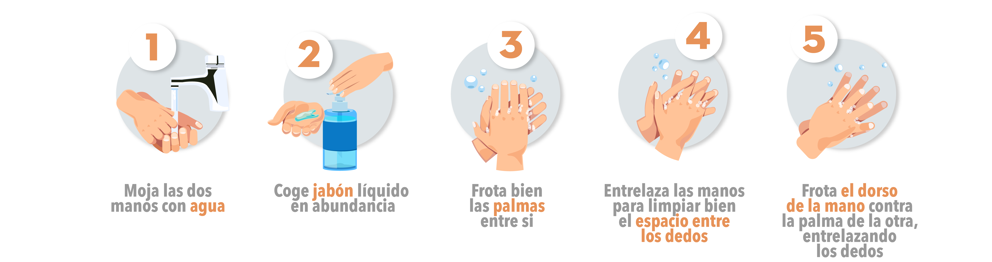 1
Moja las dos
manos con agua
2
Coge jabón líquido
en abundancia
3
Frota bien
las palmas
entre si
4
Entrelaza las manos
para limpiar bien
el espacio entre
los dedos
5
Frota el dorso
de la mano contra
la palma de la otra,
entrelazando
los dedos